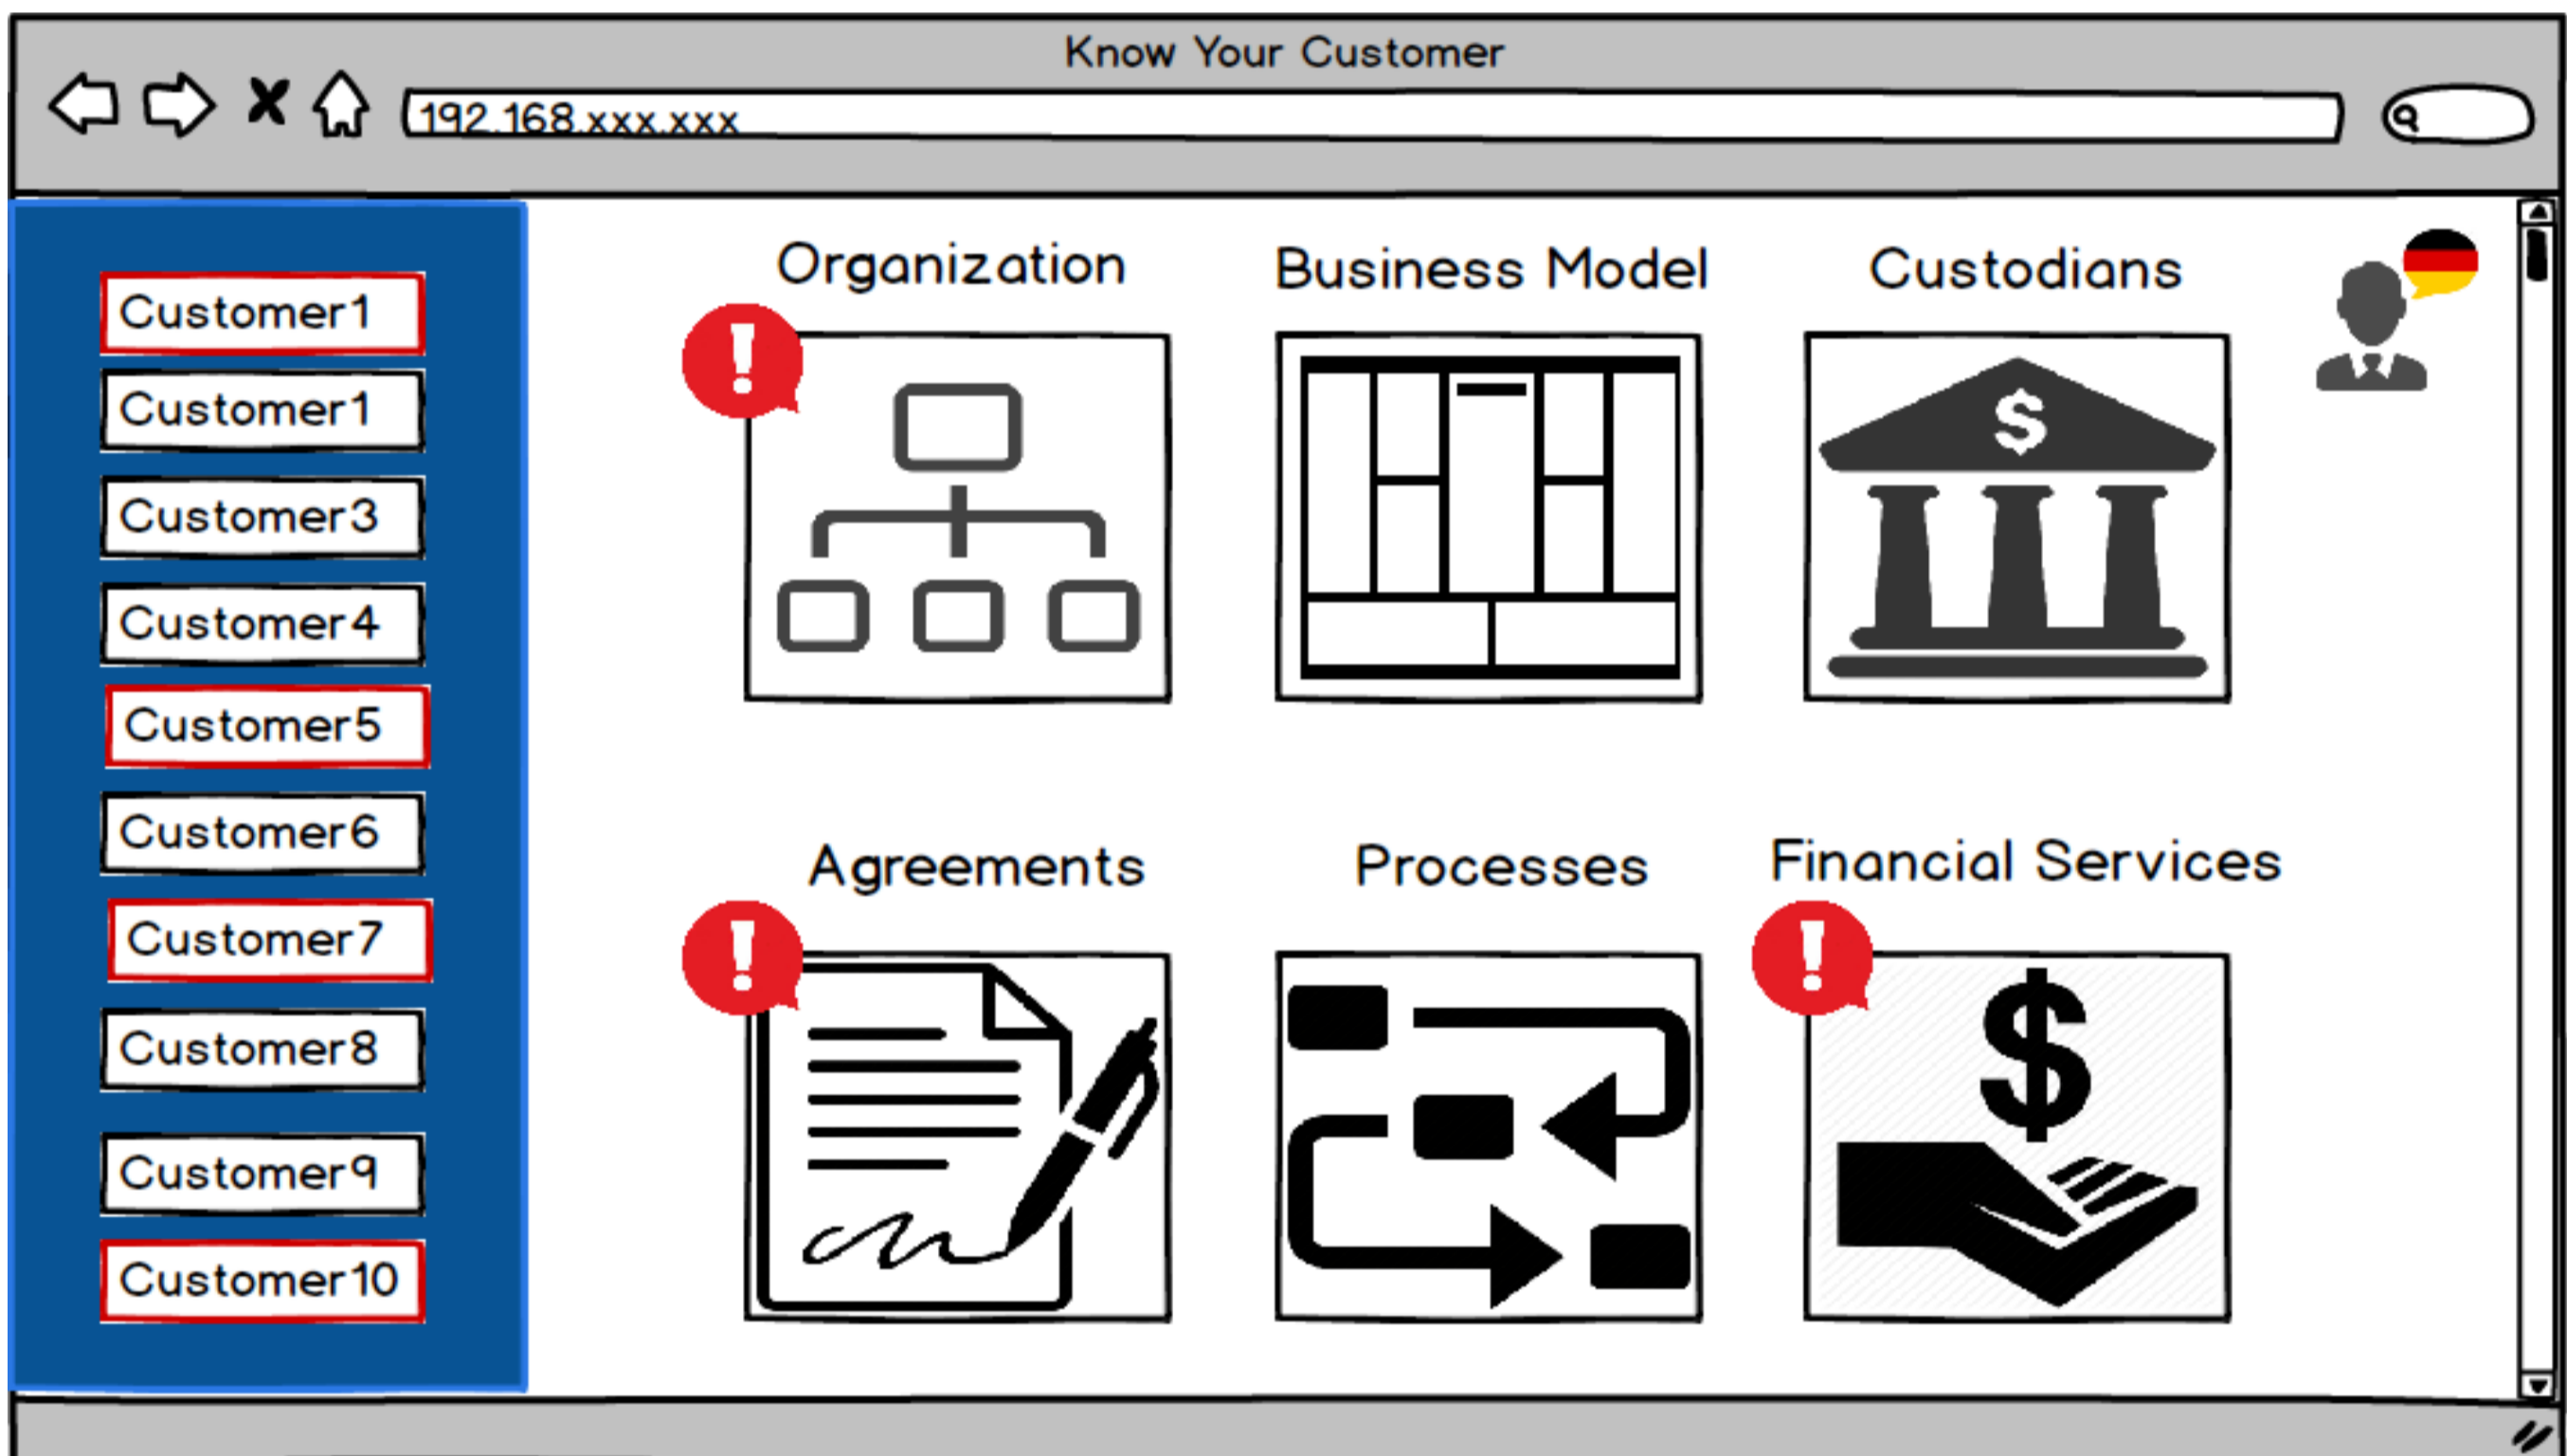 Know Your Customer
192.168.xxx.xxx
Customer1
Customer1
Customer3
Customer4
Customer5
Customer6
Customer7
Customer8
Customer9
Customer10
Organization
Business Model
Custodians
$
Agreements
Processes
Financial Services
$